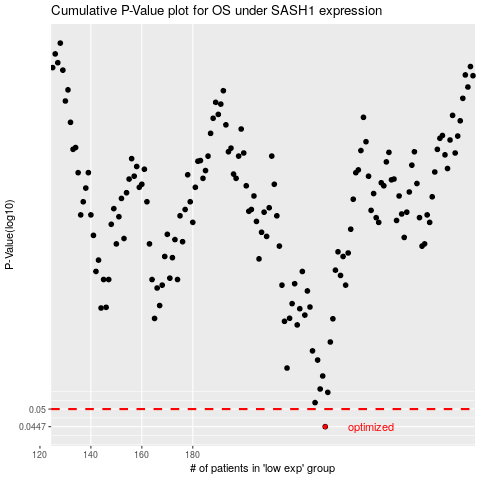 Cumulative P-Value plot for OS under SASH1 expression
P-Value(log10)
0.05
0.0447
optimized
120 140 160 180
# of patients in 'low exp' group